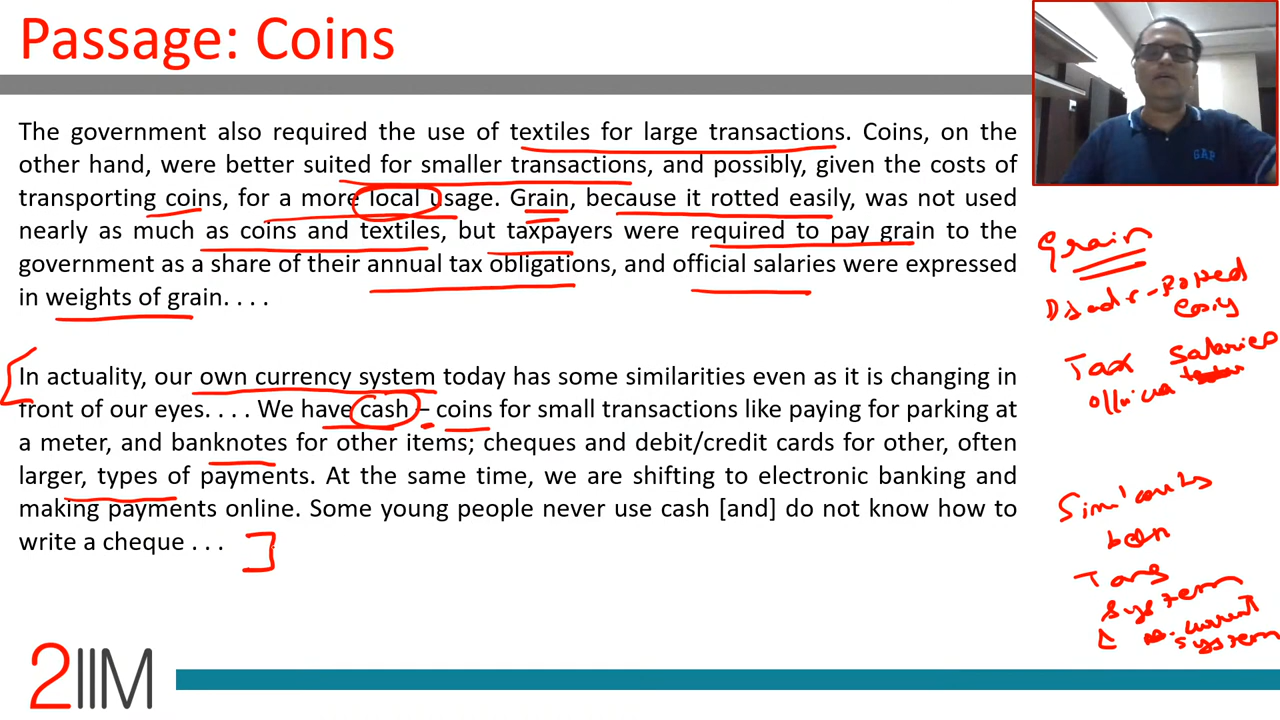 Passage: Coins
The government also required the use of textiles for large transactions. Coins, on the
other hand, were better suited for smaller transactions, and possibly, given the costs of
transporting coins, for a more local usage. Grain, because it rotted easily, was not used
nearly as much as coins and textiles, but taxpayers were required to pay grain to the
government as a share of their annual tax obligations, and official salaries were expressed
in weights of grain. . . .
In actuality, our own currency system today has some similarities even as it is changing in
front of our eyes. . . . We have cash – coins for small transactions like paying for parking at
a meter, and banknotes for other items; cheques and debit/credit cards for other, often
larger, types of payments. At the same time, we are shifting to electronic banking and
making payments online. Some young people never use cash [and] do not know how to
write a cheque . . .
GAP
Grain
easily
Tax Salaries
Tang
system
current
system
2IIM